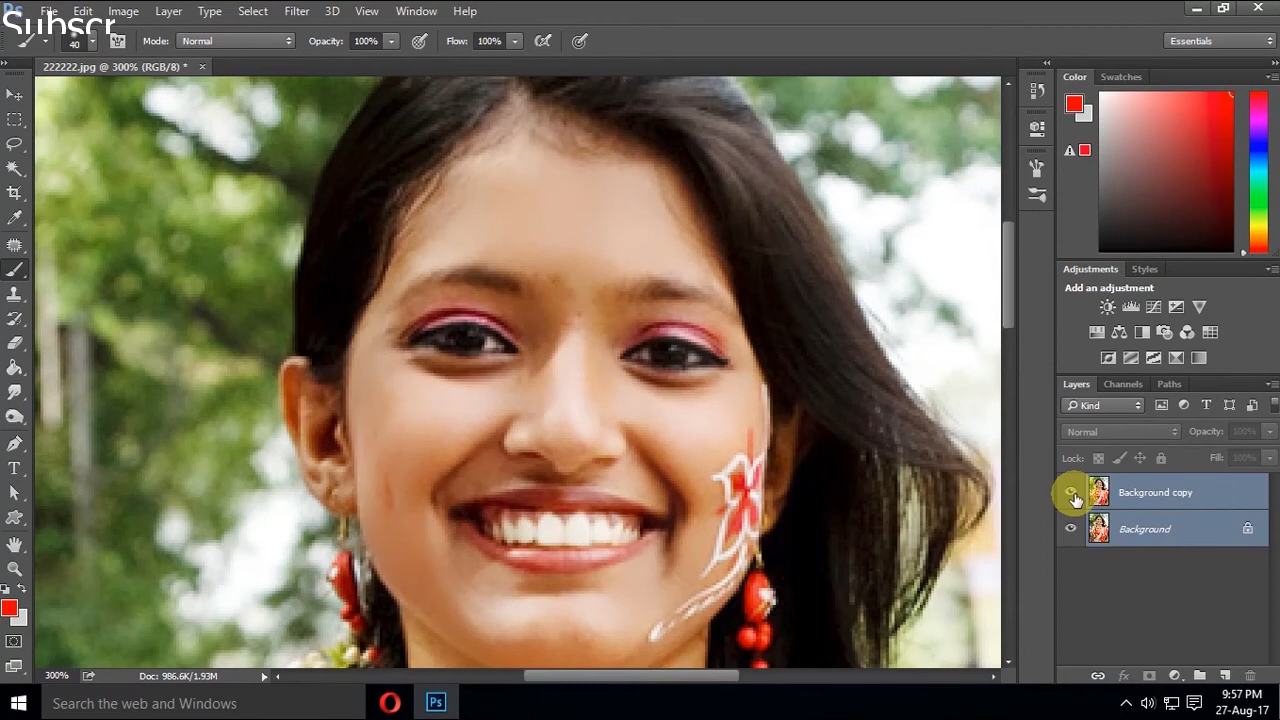 Ps File Edit Image Layer Type Select Filter 3D View Window Help
Subscr
40 Mode: Normal Opacity: 100% Flow: 100% Essentials
222222.jpg @ 300% (RGB/8) * ×
Color Swatches
Adjustments Styles
Add an adjustment
Layers Channels Paths
Kind
Normal Opacity: 100%
Lock: Fill: 100%
Background copy
Background
300% Doc: 986.6K/1.93M
Search the web and Windows Ps 9:57 PM
27-Aug-17